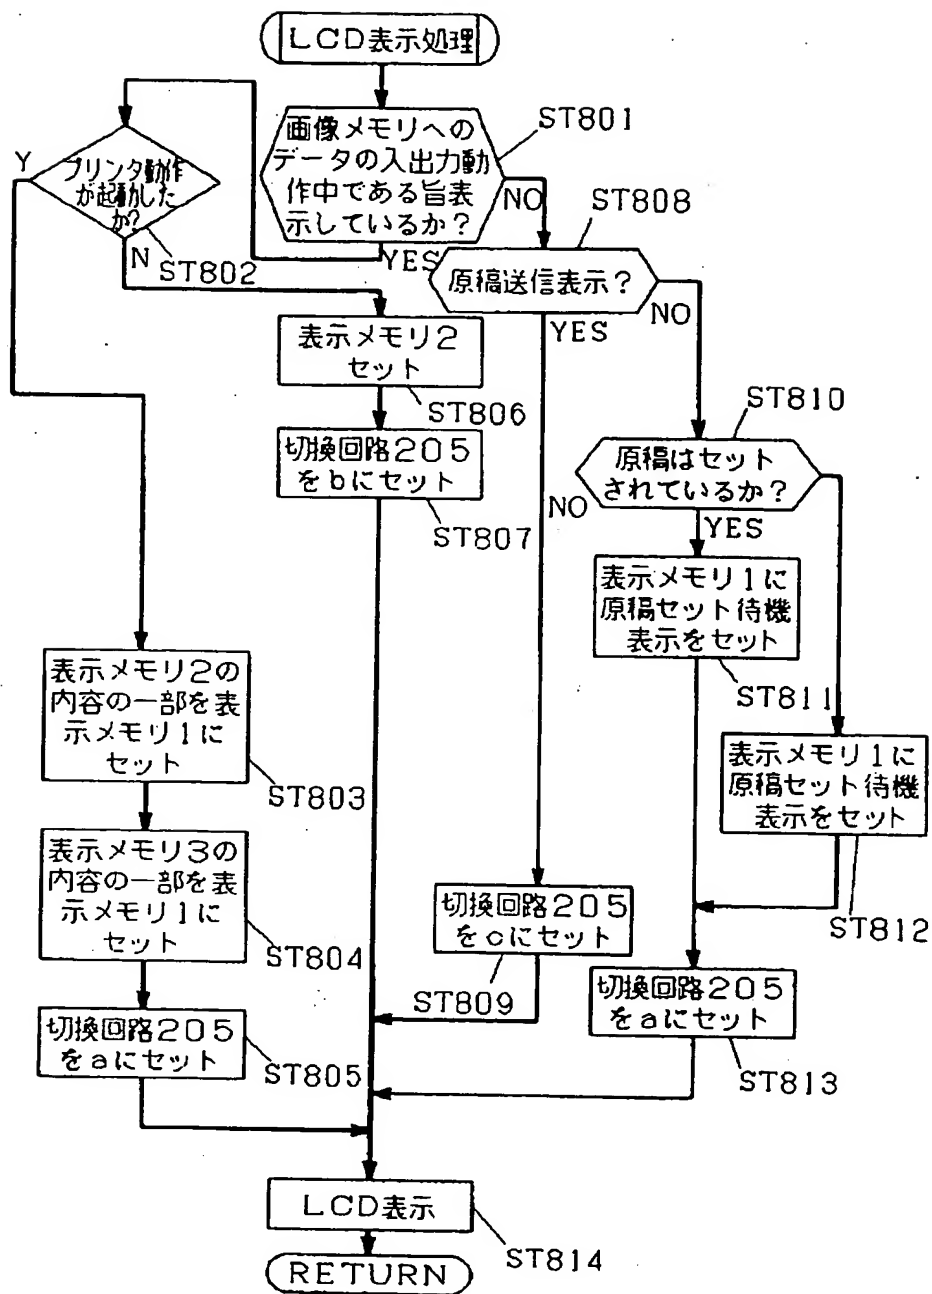 LCD表示処理
画像メモリへの
データの入出力動
作中である旨表
示しているか?
ST801
YES
NO
プリンタ動作
が起動した
か?
Y
N
ST802
ST808
原稿送信表示?
YES
NO
表示メモリ2
セット
ST806
切換回路205
をbにセット
ST807
ST810
原稿はセット
されているか?
NO
YES
表示メモリ1に
原稿セット待機
表示をセット
ST811
表示メモリ1に
原稿セット待機
表示をセット
ST812
表示メモリ2の
内容の一部を表
示メモリ1に
セット
ST803
表示メモリ3の
内容の一部を表
示メモリ1に
セット
ST804
切換回路205
をaにセット
ST805
切換回路205
をcにセット
ST809
切換回路205
をaにセット
ST813
LCD表示
ST814
RETURN